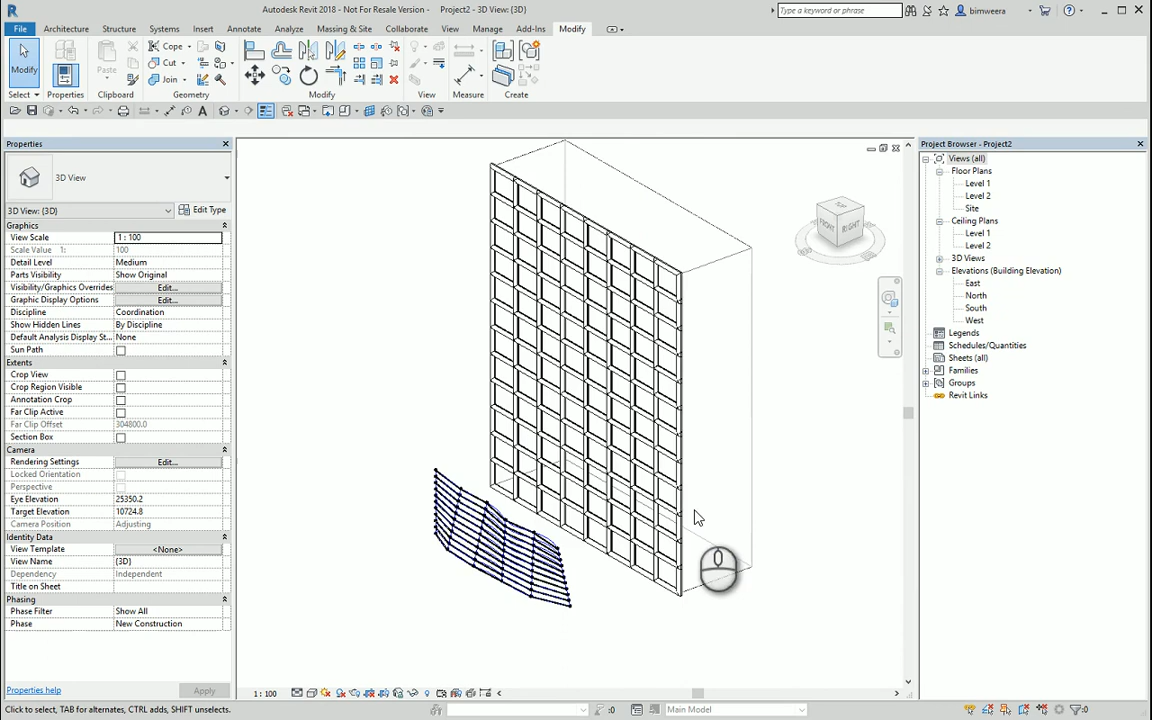 Autodesk Revit 2018 - Not For Resale Version - Project2 - 3D View: {3D}
Type a keyword or phrase
bimweera
File Architecture Structure Systems Insert Annotate Analyze Massing & Site Collaborate View Manage Add-Ins Modify
Modify Properties Paste Cope Cut Join
Select Properties Clipboard Geometry Modify View Measure Create
Properties
3D View
3D View: {3D} Edit Type
Graphics
View Scale 1 : 100
Scale Value 1: 100
Detail Level Medium
Parts Visibility Show Original
Visibility/Graphics Overrides Edit...
Graphic Display Options Edit...
Discipline Coordination
Show Hidden Lines By Discipline
Default Analysis Display St... None
Sun Path
Extents
Crop View
Crop Region Visible
Annotation Crop
Far Clip Active
Far Clip Offset 304800.0
Section Box
Camera
Rendering Settings Edit...
Locked Orientation
Perspective
Eye Elevation 25350.2
Target Elevation 10724.8
Camera Position Adjusting
Identity Data
View Template <None>
View Name {3D}
Dependency Independent
Title on Sheet
Phasing
Phase Filter Show All
Phase New Construction
Properties help Apply
TOP
FRONT RIGHT
Project Browser - Project2
Views (all)
Floor Plans
Level 1
Level 2
Site
Ceiling Plans
Level 1
Level 2
3D Views
Elevations (Building Elevation)
East
North
South
West
Legends
Schedules/Quantities
Sheets (all)
Families
Groups
Revit Links
1 : 100
Click to select, TAB for alternates, CTRL adds, SHIFT unselects. :0 Main Model :0